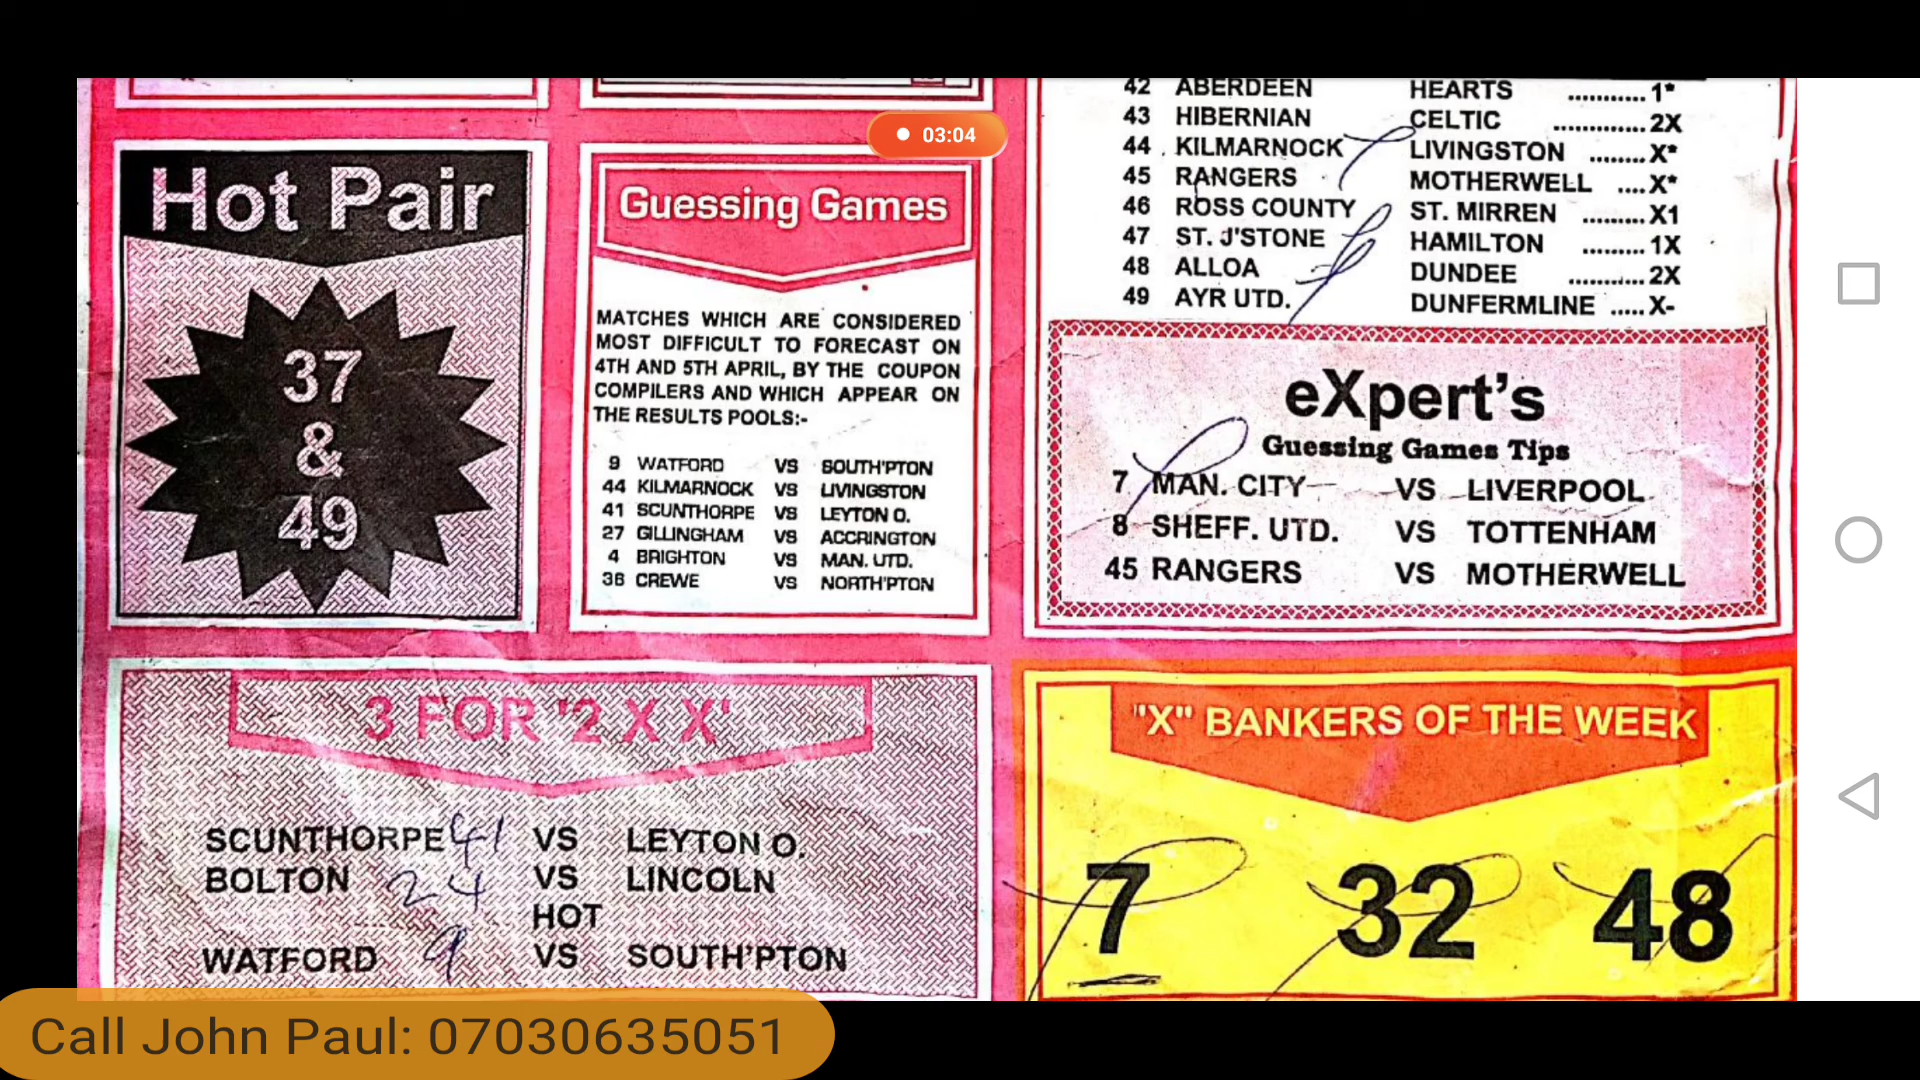 03:04
Hot Pair
37
&
49
Guessing Games
MATCHES WHICH ARE CONSIDERED
MOST DIFFICULT TO FORECAST ON
4TH AND 5TH APRIL, BY THE COUPON
COMPILERS AND WHICH APPEAR ON
THE RESULTS POOLS:-
9 WATFORD VS SOUTH'PTON
44 KILMARNOCK VS LIVINGSTON
41 SCUNTHORPE VS LEYTON O.
27 GILLINGHAM VS ACCRINGTON
4 BRIGHTON VS MAN. UTD.
36 CREWE VS NORTH'PTON
42 ABERDEEN HEARTS ........... 1*
43 HIBERNIAN CELTIC ............. 2X
44 . KILMARNOCK LIVINGSTON ........ X*
45 RANGERS MOTHERWELL .... X*
46 ROSS COUNTY ST. MIRREN ......... X1
47 ST. J'STONE HAMILTON ......... 1X
48 ALLOA DUNDEE ........... 2X
49 AYR UTD. DUNFERMLINE ..... X-
eXpert's
Guessing Games Tips
7 MAN. CITY VS LIVERPOOL
8 SHEFF. UTD. VS TOTTENHAM
45 RANGERS VS MOTHERWELL
3 FOR '2 X X'
SCUNTHORPE 41 VS LEYTON O.
BOLTON 24 VS LINCOLN
HOT
WATFORD 9 VS SOUTH'PTON
"X" BANKERS OF THE WEEK
7 32 48
Call John Paul: 07030635051